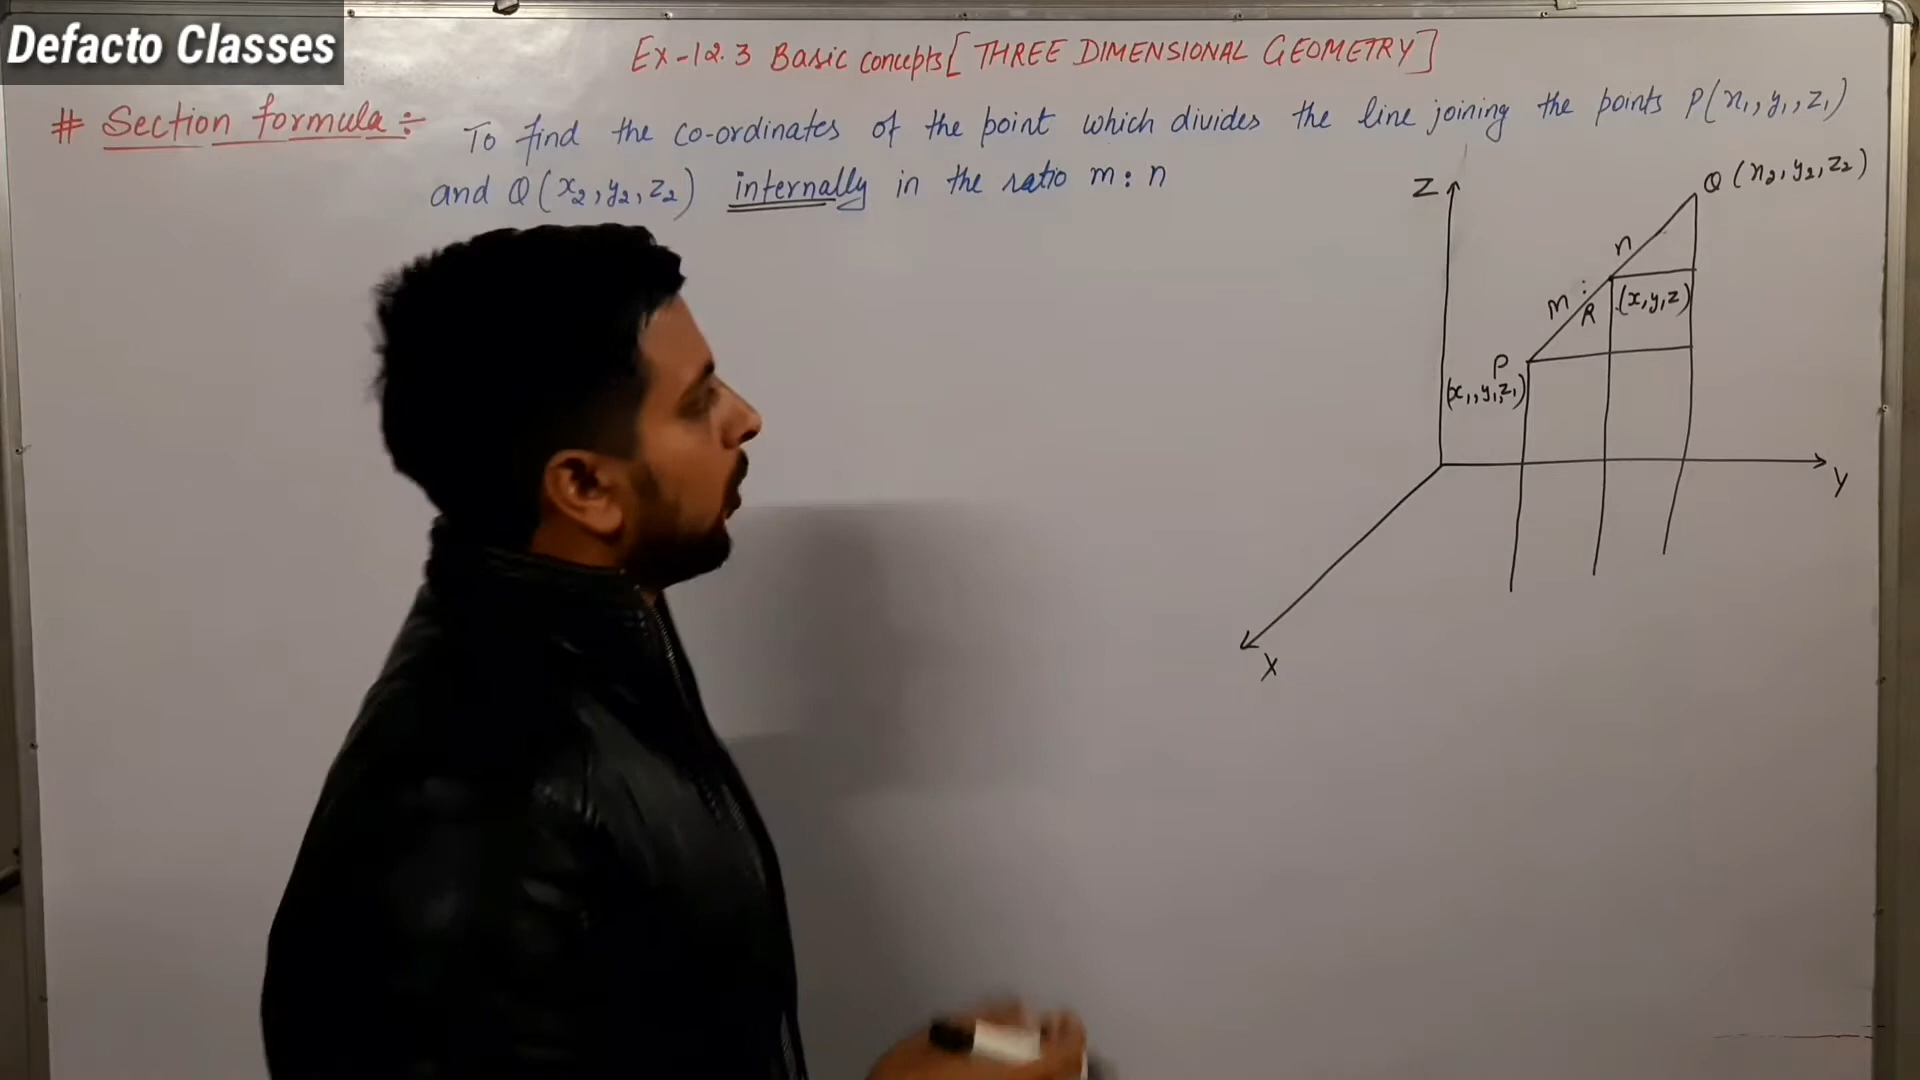 Defacto Classes
Ex-12.3 Basic concepts [THREE DIMENSIONAL GEOMETRY]
# Section formula ÷ To find the co-ordinates of the point which divides the line joining the points P(x₁, y₁, z₁)
and Q(x₂, y₂, z₂) internally in the ratio m : n
Z
Q (x₂, y₂, z₂)
n
m :
R (x, y, z)
P
(x₁, y₁, z₁)
Y
X